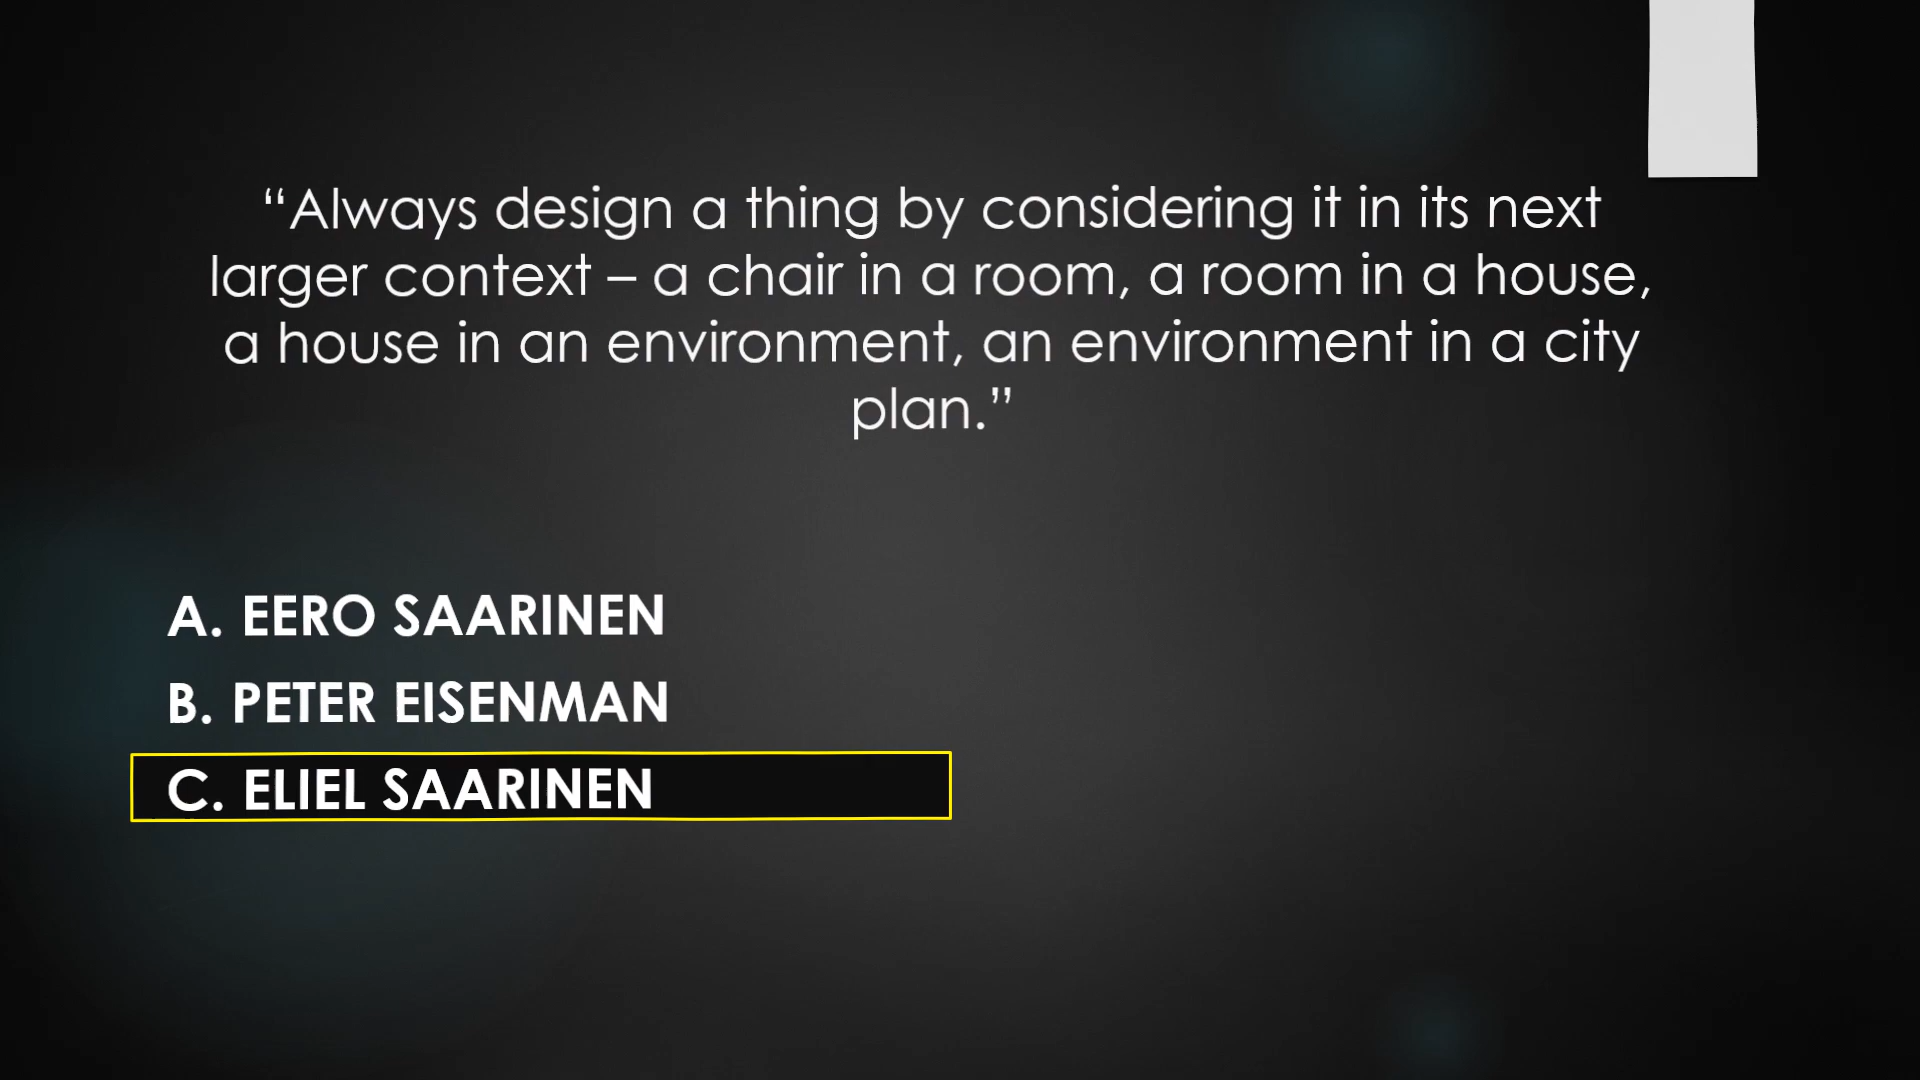 “Always design a thing by considering it in its next
larger context – a chair in a room, a room in a house,
a house in an environment, an environment in a city
plan.”
A. EERO SAARINEN
B. PETER EISENMAN
C. ELIEL SAARINEN